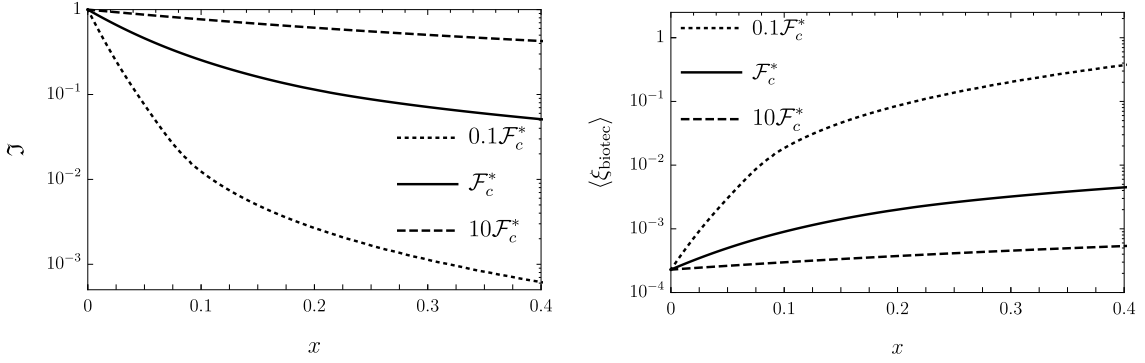 1
10⁻¹
10⁻²
10⁻³
ℑ
0
0.1
0.2
0.3
0.4
x
0.1ℱ_c^*
ℱ_c^*
10ℱ_c^*
1
10⁻¹
10⁻²
10⁻³
10⁻⁴
⟨ξ_biotec⟩
0
0.1
0.2
0.3
0.4
x
0.1ℱ_c^*
ℱ_c^*
10ℱ_c^*